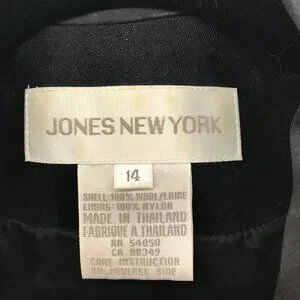 JONES NEW YORK
14
SHELL: 100% WOOL/LAINE
LINING: 100% NYLON
MADE IN THAILAND
FABRIQUE A THAILAND
RN 54050
CA 00349
CARE INSTRUCTION
ON REVERSE SIDE